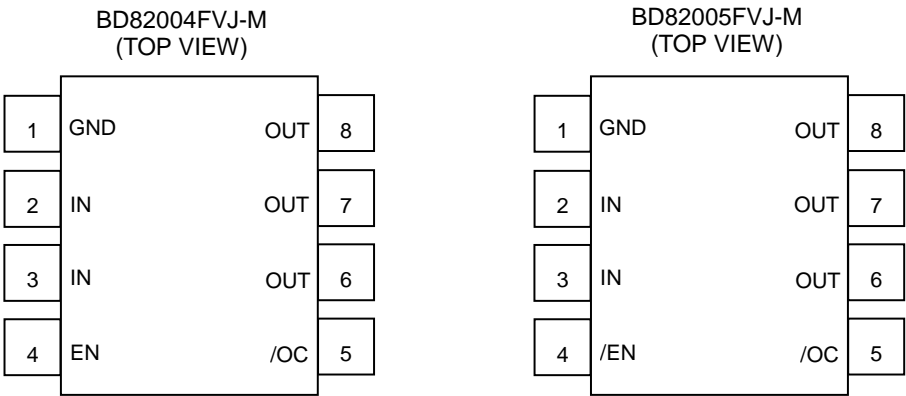 BD82004FVJ-M
(TOP VIEW)
1 GND OUT 8
2 IN OUT 7
3 IN OUT 6
4 EN /OC 5
BD82005FVJ-M
(TOP VIEW)
1 GND OUT 8
2 IN OUT 7
3 IN OUT 6
4 /EN /OC 5